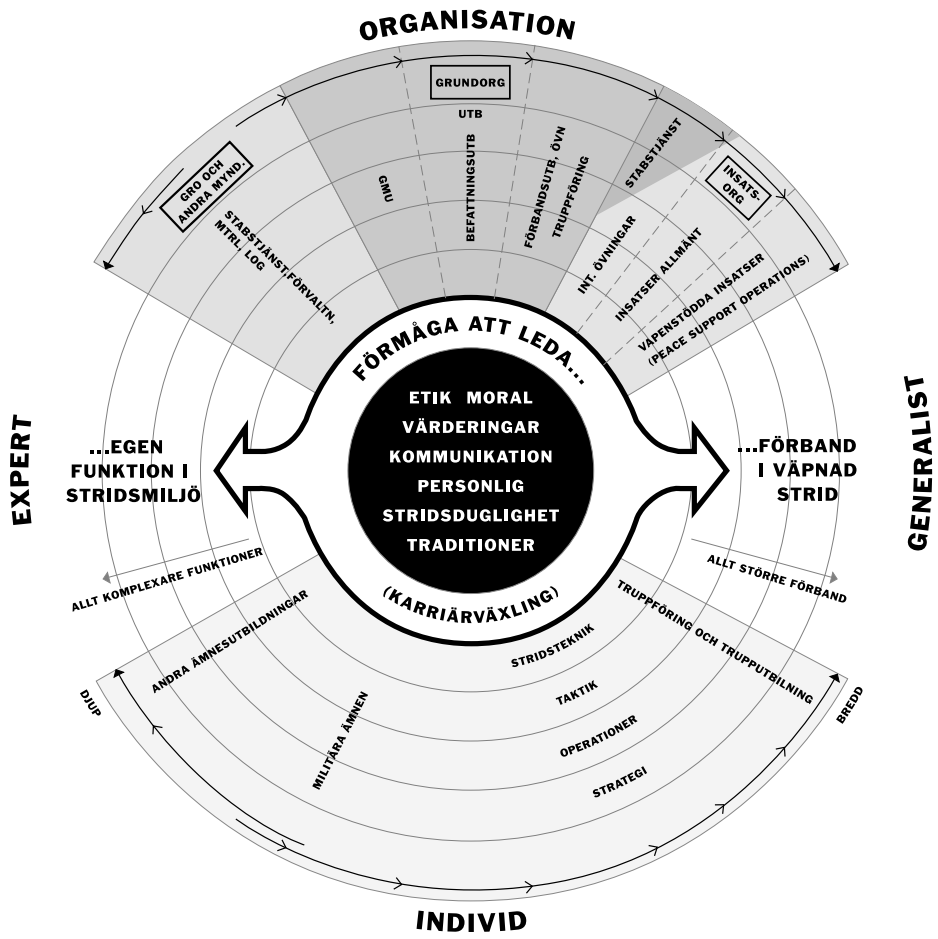 ORGANISATION
GRUNDORG
UTB
GRO OCH
ANDRA MYND.
STABSTJÄNST,FÖRVALTN,
MTRL, LOG
GMU
BEFATTNINGSUTB
FÖRBANDSUTB, ÖVN
TRUPPFÖRING
STABSTJÄNST
INSATS-
ORG
INT. ÖVNINGAR
INSATSER ALLMÄNT
VAPENSTÖDDA INSATSER
(PEACE SUPPORT OPERATIONS)
FÖRMÅGA ATT LEDA...
ETIK MORAL
VÄRDERINGAR
KOMMUNIKATION
PERSONLIG
STRIDSDUGLIGHET
TRADITIONER
(KARRIÄRVÄXLING)
EXPERT
...EGEN
FUNKTION I
STRIDSMILJÖ
...FÖRBAND
I VÄPNAD
STRID
GENERALIST
ALLT KOMPLEXARE FUNKTIONER
ALLT STÖRRE FÖRBAND
ANDRA ÄMNESUTBILDNINGAR
TRUPPFÖRING OCH TRUPPUTBILNING
DJUP
BREDD
MILITÄRA ÄMNEN
STRIDSTEKNIK
TAKTIK
OPERATIONER
STRATEGI
INDIVID